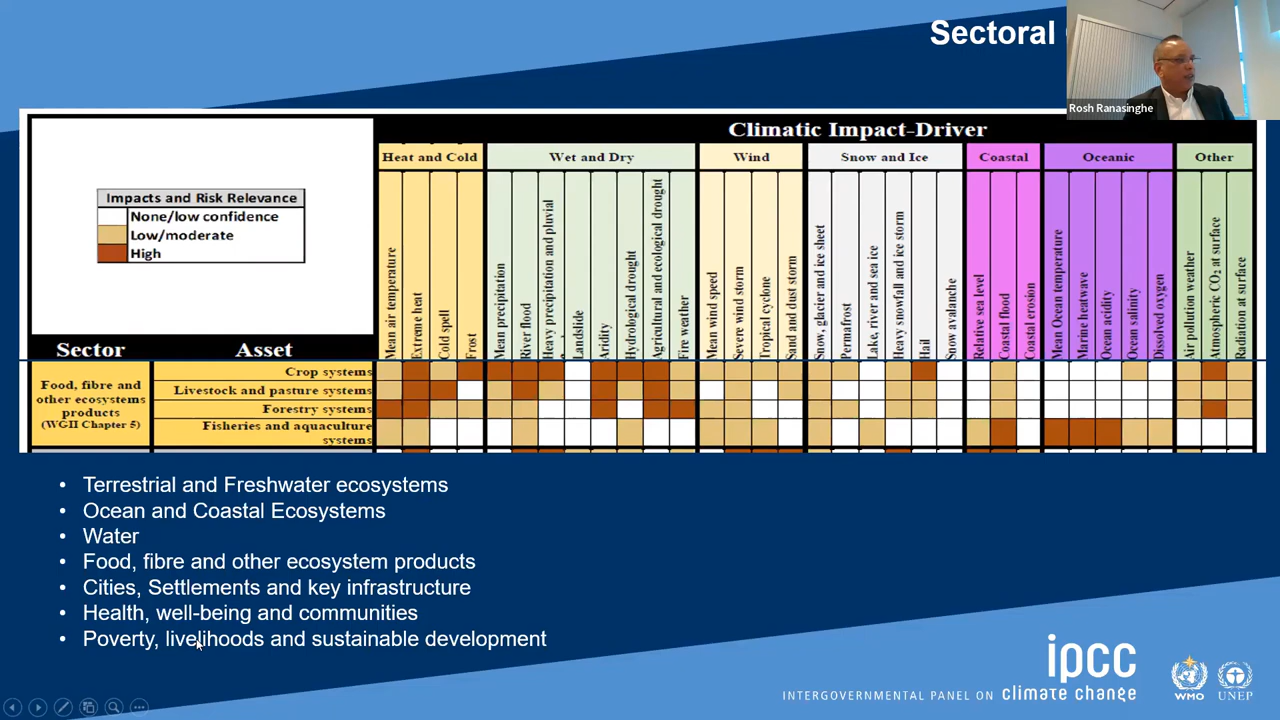 Sectoral
Rosh Ranasinghe
Climatic Impact-Driver
Heat and Cold
Wet and Dry
Wind
Snow and Ice
Coastal
Oceanic
Other
Impacts and Risk Relevance
None/low confidence
Low/moderate
High
Mean air temperature
Extreme heat
Cold spell
Frost
Mean precipitation
River flood
Heavy precipitation and pluvial
Landslide
Aridity
Hydrological drought
Agricultural and ecological drought
Fire weather
Mean wind speed
Severe wind storm
Tropical cyclone
Sand and dust storm
Snow, glacier and ice sheet
Permafrost
Lake, river and sea ice
Heavy snowfall and ice storm
Hail
Snow avalanche
Relative sea level
Coastal flood
Coastal erosion
Mean Ocean temperature
Marine heatwave
Ocean acidity
Ocean salinity
Dissolved oxygen
Air pollution weather
Atmospheric CO₂ at surface
Radiation at surface
Sector
Asset
Food, fibre and
other ecosystems
products
(WGII Chapter 5)
Crop systems
Livestock and pasture systems
Forestry systems
Fisheries and aquaculture
systems
• Terrestrial and Freshwater ecosystems
• Ocean and Coastal Ecosystems
• Water
• Food, fibre and other ecosystem products
• Cities, Settlements and key infrastructure
• Health, well-being and communities
• Poverty, livelihoods and sustainable development
ipcc
INTERGOVERNMENTAL PANEL ON climate change
WMO
UNEP